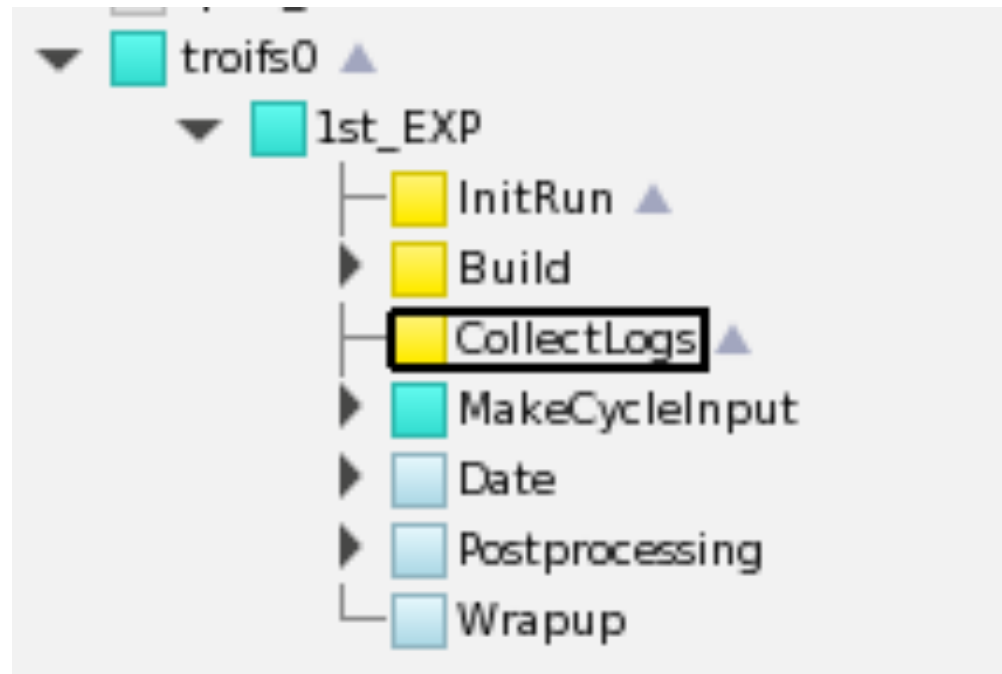 troifs0
1st_EXP
InitRun
Build
CollectLogs
MakeCycleInput
Date
Postprocessing
Wrapup